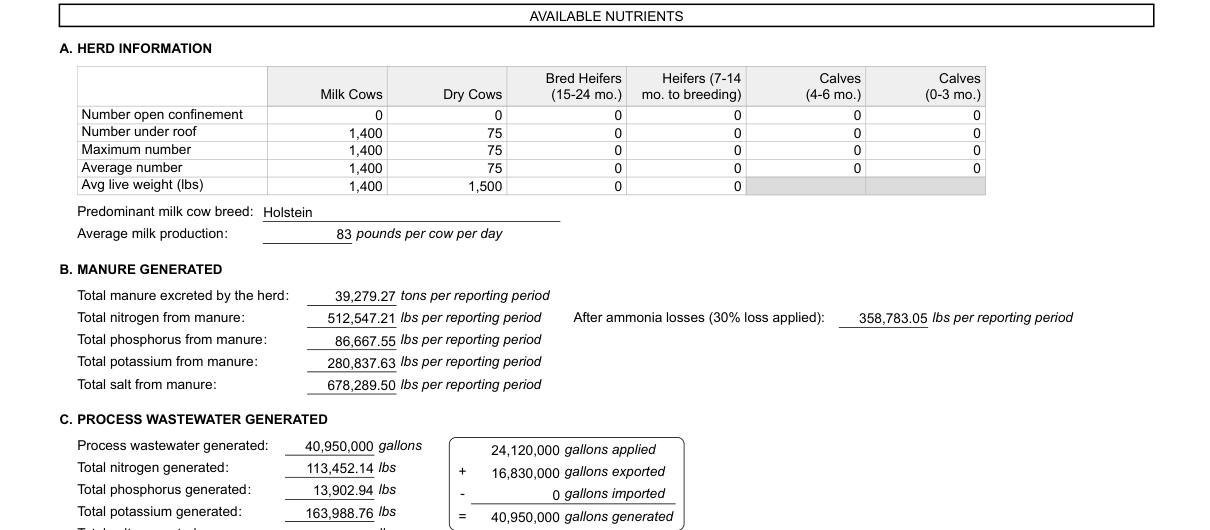 AVAILABLE NUTRIENTS
A. HERD INFORMATION
Milk Cows Dry Cows Bred Heifers (15-24 mo.) Heifers (7-14 mo. to breeding) Calves (4-6 mo.) Calves (0-3 mo.)
Number open confinement 0 0 0 0 0 0
Number under roof 1,400 75 0 0 0 0
Maximum number 1,400 75 0 0 0 0
Average number 1,400 75 0 0 0 0
Avg live weight (lbs) 1,400 1,500 0 0
Predominant milk cow breed: Holstein
Average milk production: 83 pounds per cow per day
B. MANURE GENERATED
Total manure excreted by the herd: 39,279.27 tons per reporting period
Total nitrogen from manure: 512,547.21 lbs per reporting period After ammonia losses (30% loss applied): 358,783.05 lbs per reporting period
Total phosphorus from manure: 86,667.55 lbs per reporting period
Total potassium from manure: 280,837.63 lbs per reporting period
Total salt from manure: 678,289.50 lbs per reporting period
C. PROCESS WASTEWATER GENERATED
Process wastewater generated: 40,950,000 gallons
Total nitrogen generated: 113,452.14 lbs
Total phosphorus generated: 13,902.94 lbs
Total potassium generated: 163,988.76 lbs
24,120,000 gallons applied
+ 16,830,000 gallons exported
- 0 gallons imported
= 40,950,000 gallons generated